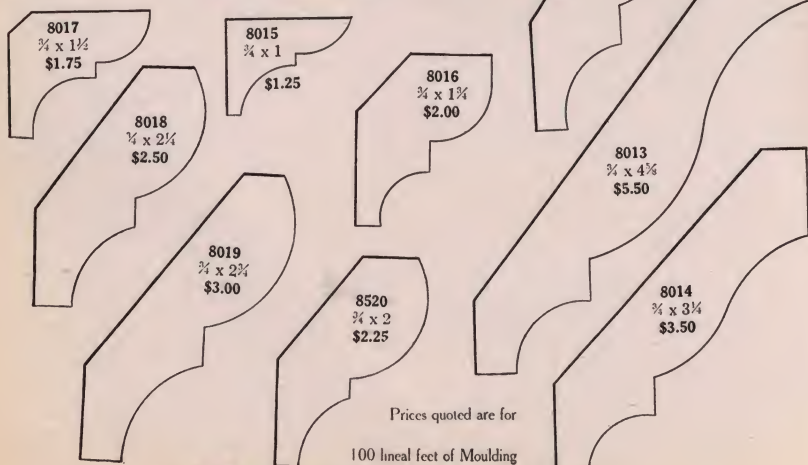 8017
¾ x 1½
$1.75
8015
¾ x 1
$1.25
8016
¾ x 1¾
$2.00
8018
¾ x 2¼
$2.50
8013
¾ x 4⅝
$5.50
8019
¾ x 2¾
$3.00
8520
¾ x 2
$2.25
8014
¾ x 3¼
$3.50
Prices quoted are for
100 lineal feet of Moulding